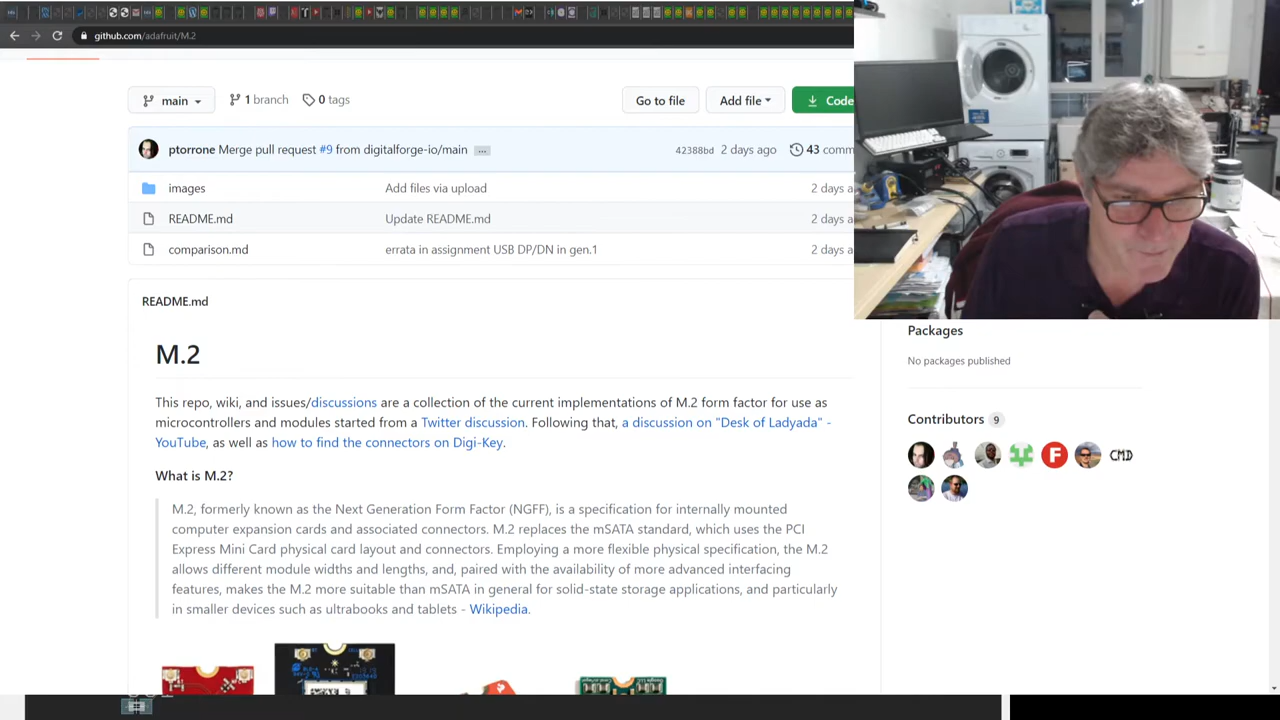 github.com/adafruit/M.2
main
1 branch
0 tags
Go to file
Add file
Code
ptorrone Merge pull request #9 from digitalforge-io/main ...
42388bd 2 days ago
43 comm
images
Add files via upload
2 days a
README.md
Update README.md
2 days a
comparison.md
errata in assignment USB DP/DN in gen.1
2 days a
README.md
M.2
This repo, wiki, and issues/discussions are a collection of the current implementations of M.2 form factor for use as
microcontrollers and modules started from a Twitter discussion. Following that, a discussion on "Desk of Ladyada" -
YouTube, as well as how to find the connectors on Digi-Key.
What is M.2?
M.2, formerly known as the Next Generation Form Factor (NGFF), is a specification for internally mounted
computer expansion cards and associated connectors. M.2 replaces the mSATA standard, which uses the PCI
Express Mini Card physical card layout and connectors. Employing a more flexible physical specification, the M.2
allows different module widths and lengths, and, paired with the availability of more advanced interfacing
features, makes the M.2 more suitable than mSATA in general for solid-state storage applications, and particularly
in smaller devices such as ultrabooks and tablets - Wikipedia.
Packages
No packages published
Contributors 9
F
CMD